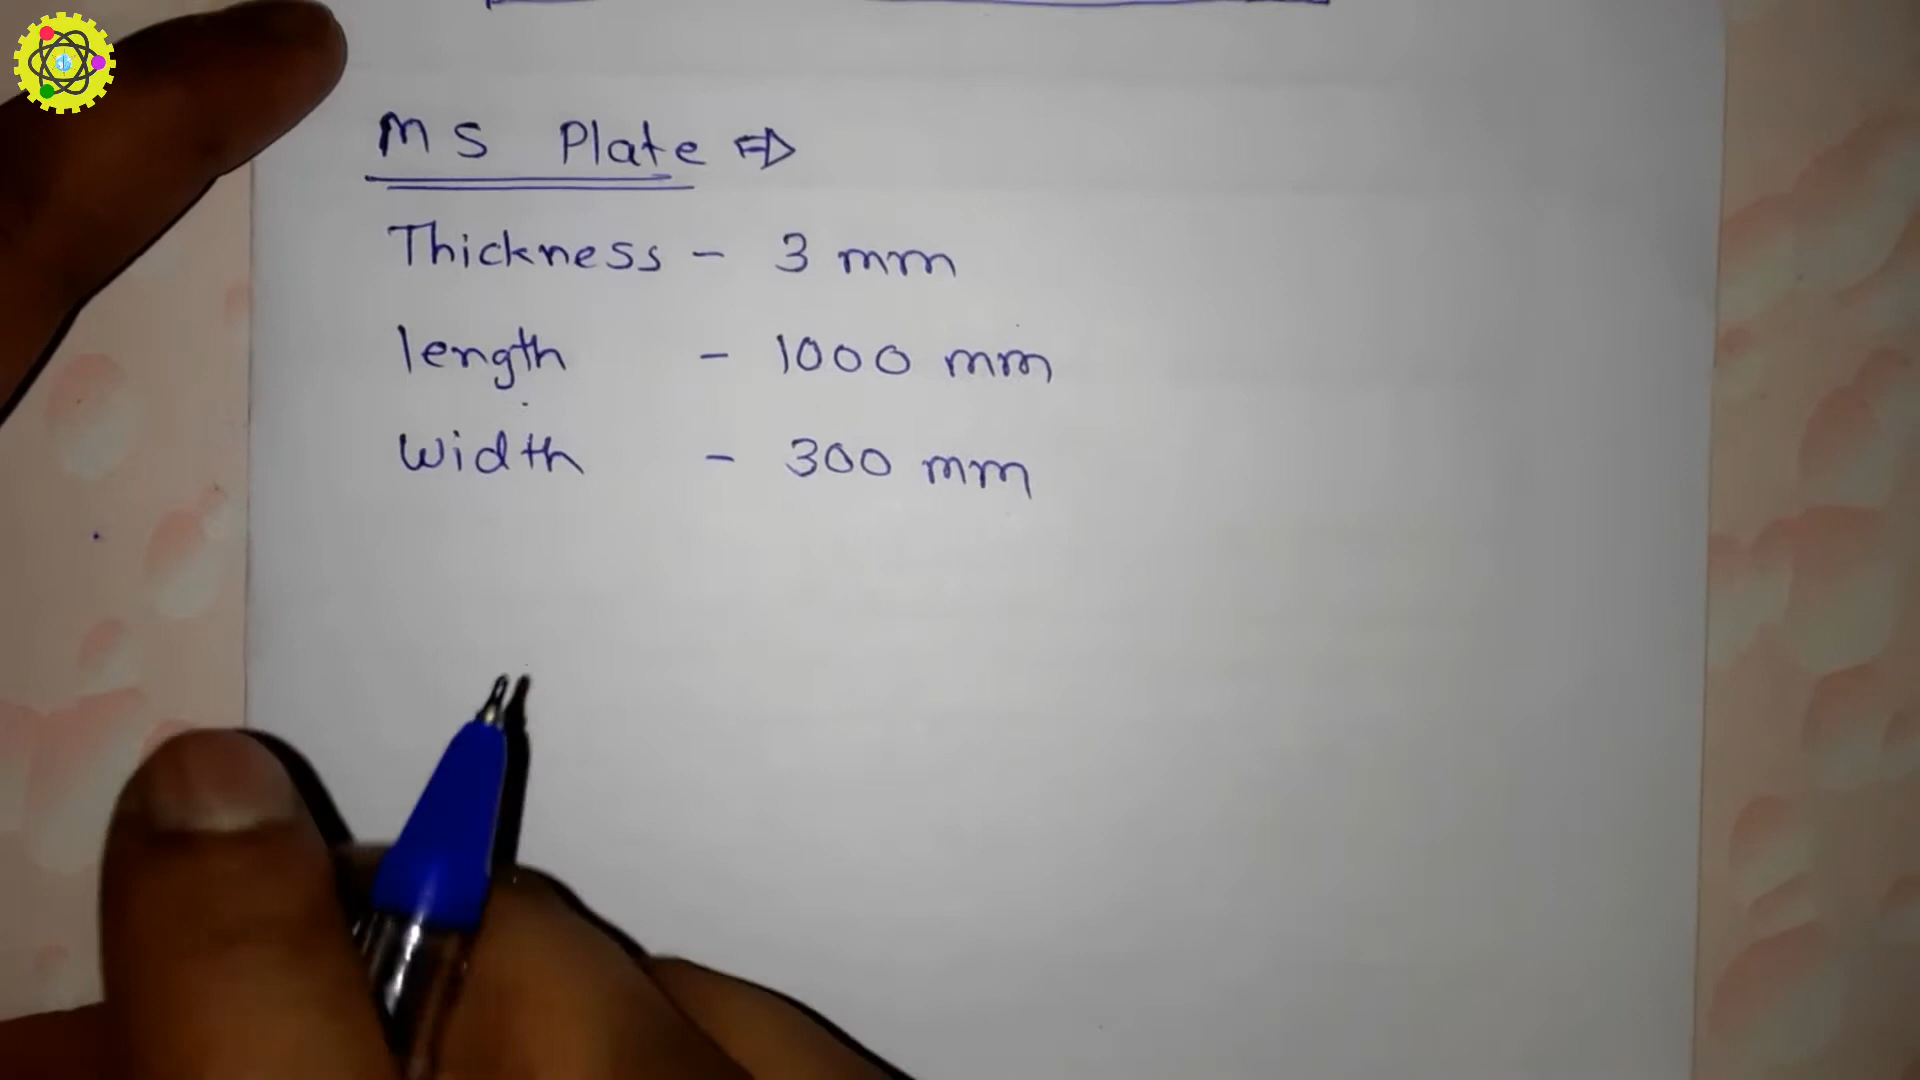 MS Plate ⇒
Thickness - 3 mm
length - 1000 mm
Width - 300 mm